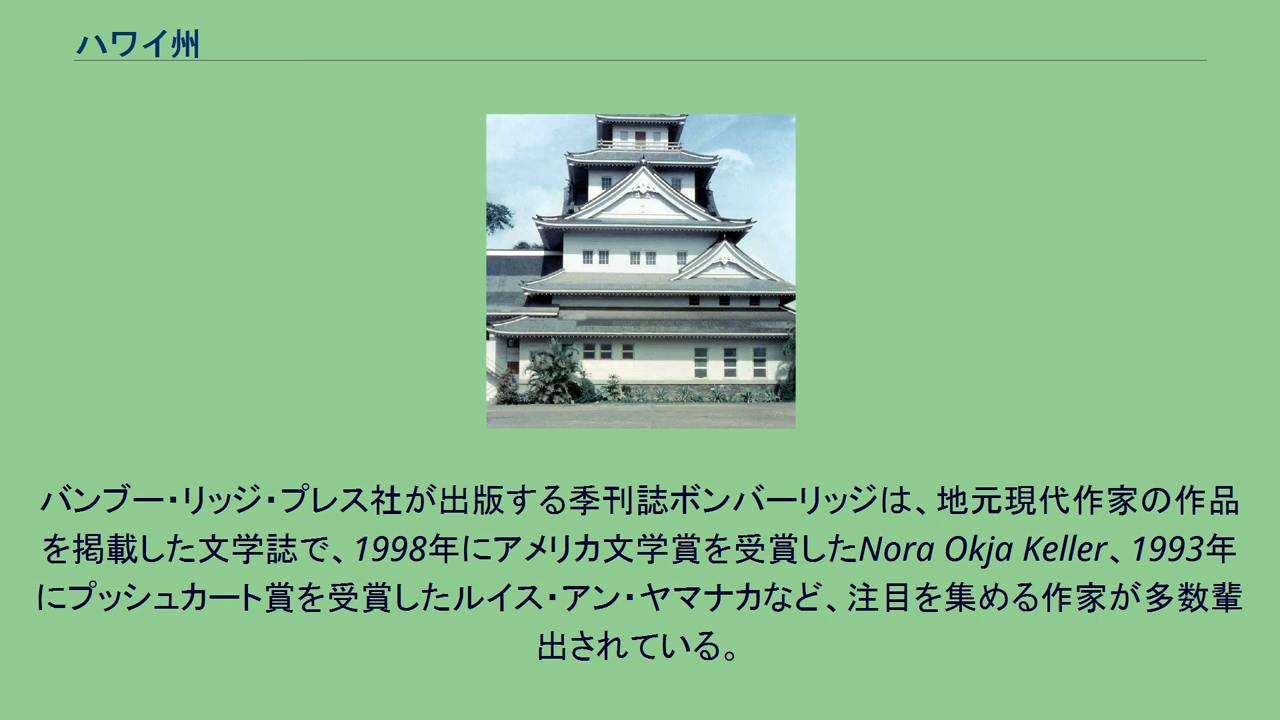 ハワイ州
バンブー・リッジ・プレス社が出版する季刊誌ボンバーリッジは、地元現代作家の作品
を掲載した文学誌で、1998年にアメリカ文学賞を受賞したNora Okja Keller、1993年
にプッシュカート賞を受賞したルイス・アン・ヤマナカなど、注目を集める作家が多数輩
出されている。